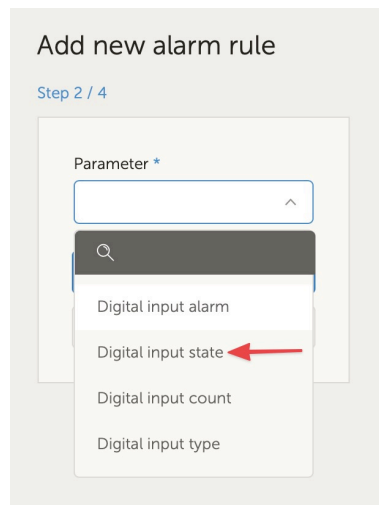 Add new alarm rule
Step 2 / 4
Parameter *
Digital input alarm
Digital input state
Digital input count
Digital input type